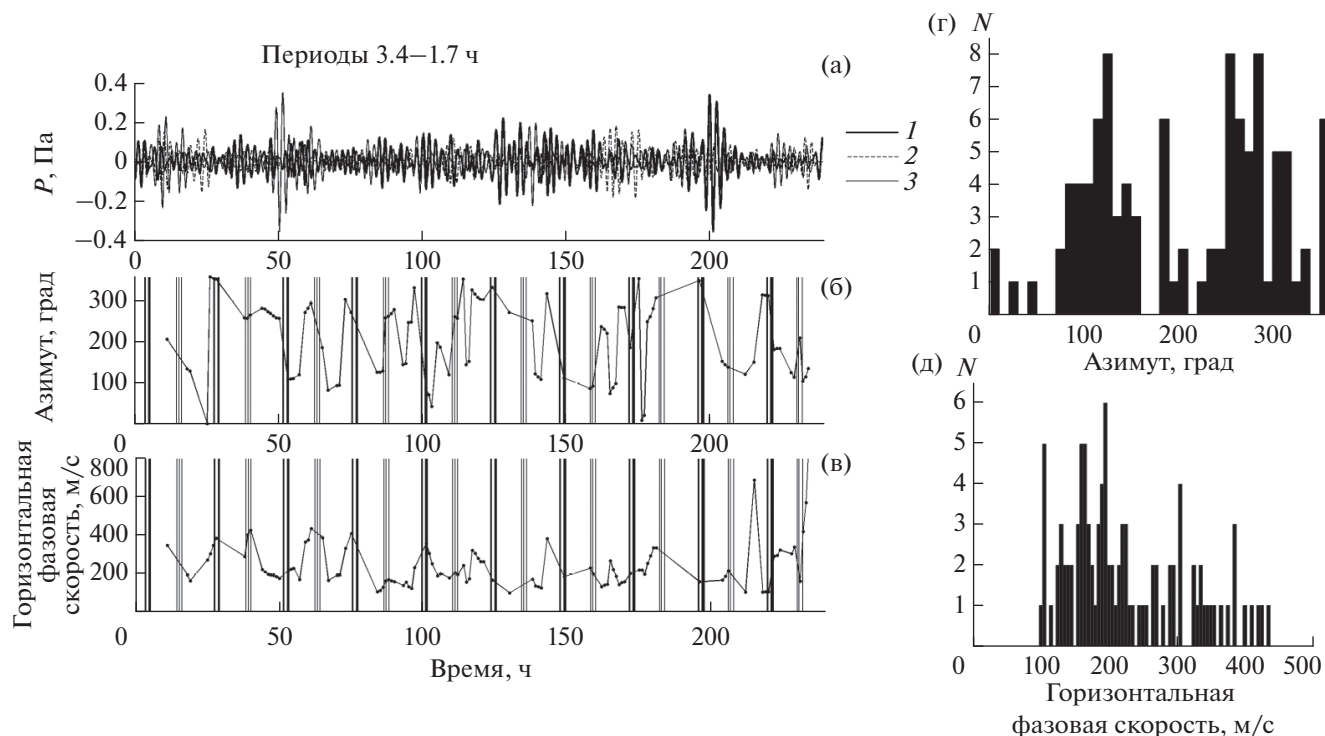 Периоды 3.4–1.7 ч
(а)
0.4
0.2
0
−0.2
−0.4
P, Па
0 50 100 150 200
1
2
3
(б)
300
200
100
Азимут, град
0 50 100 150 200
(в)
800
600
400
200
Горизонтальная
фазовая
скорость, м/с
0 50 100 150 200
Время, ч
(г) N
8
7
6
5
4
3
2
1
0 100 200 300
Азимут, град
(д) N
6
5
4
3
2
1
0 100 200 300 400 500
Горизонтальная
фазовая скорость, м/с